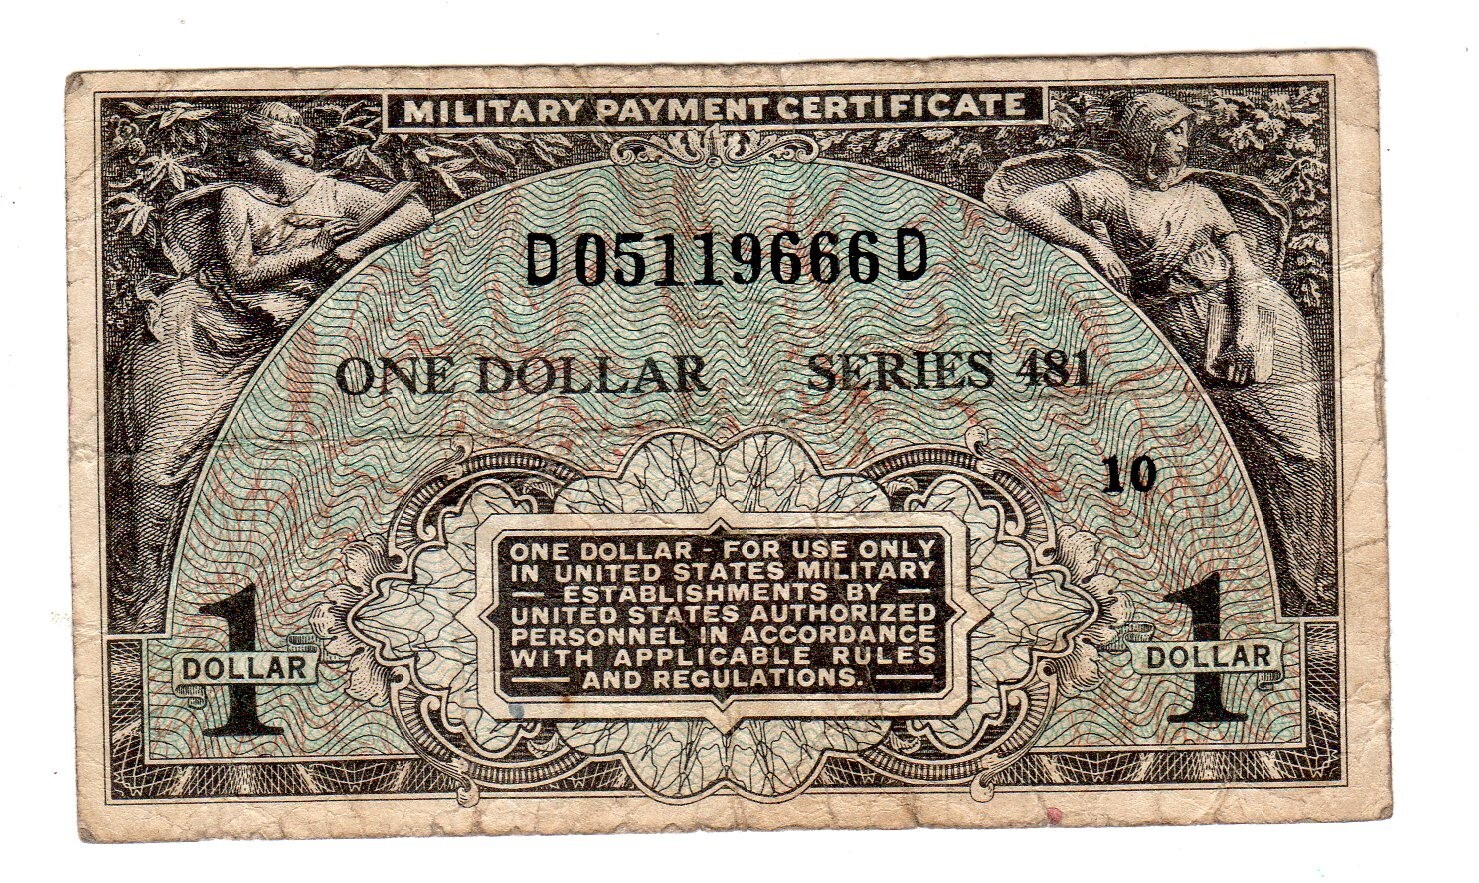 MILITARY PAYMENT CERTIFICATE
D05119666D
ONE DOLLAR SERIES 481
10
ONE DOLLAR - FOR USE ONLY
IN UNITED STATES MILITARY
— ESTABLISHMENTS BY —
UNITED STATES AUTHORIZED
PERSONNEL IN ACCORDANCE
WITH APPLICABLE RULES
— AND REGULATIONS. —
1
DOLLAR
1
DOLLAR